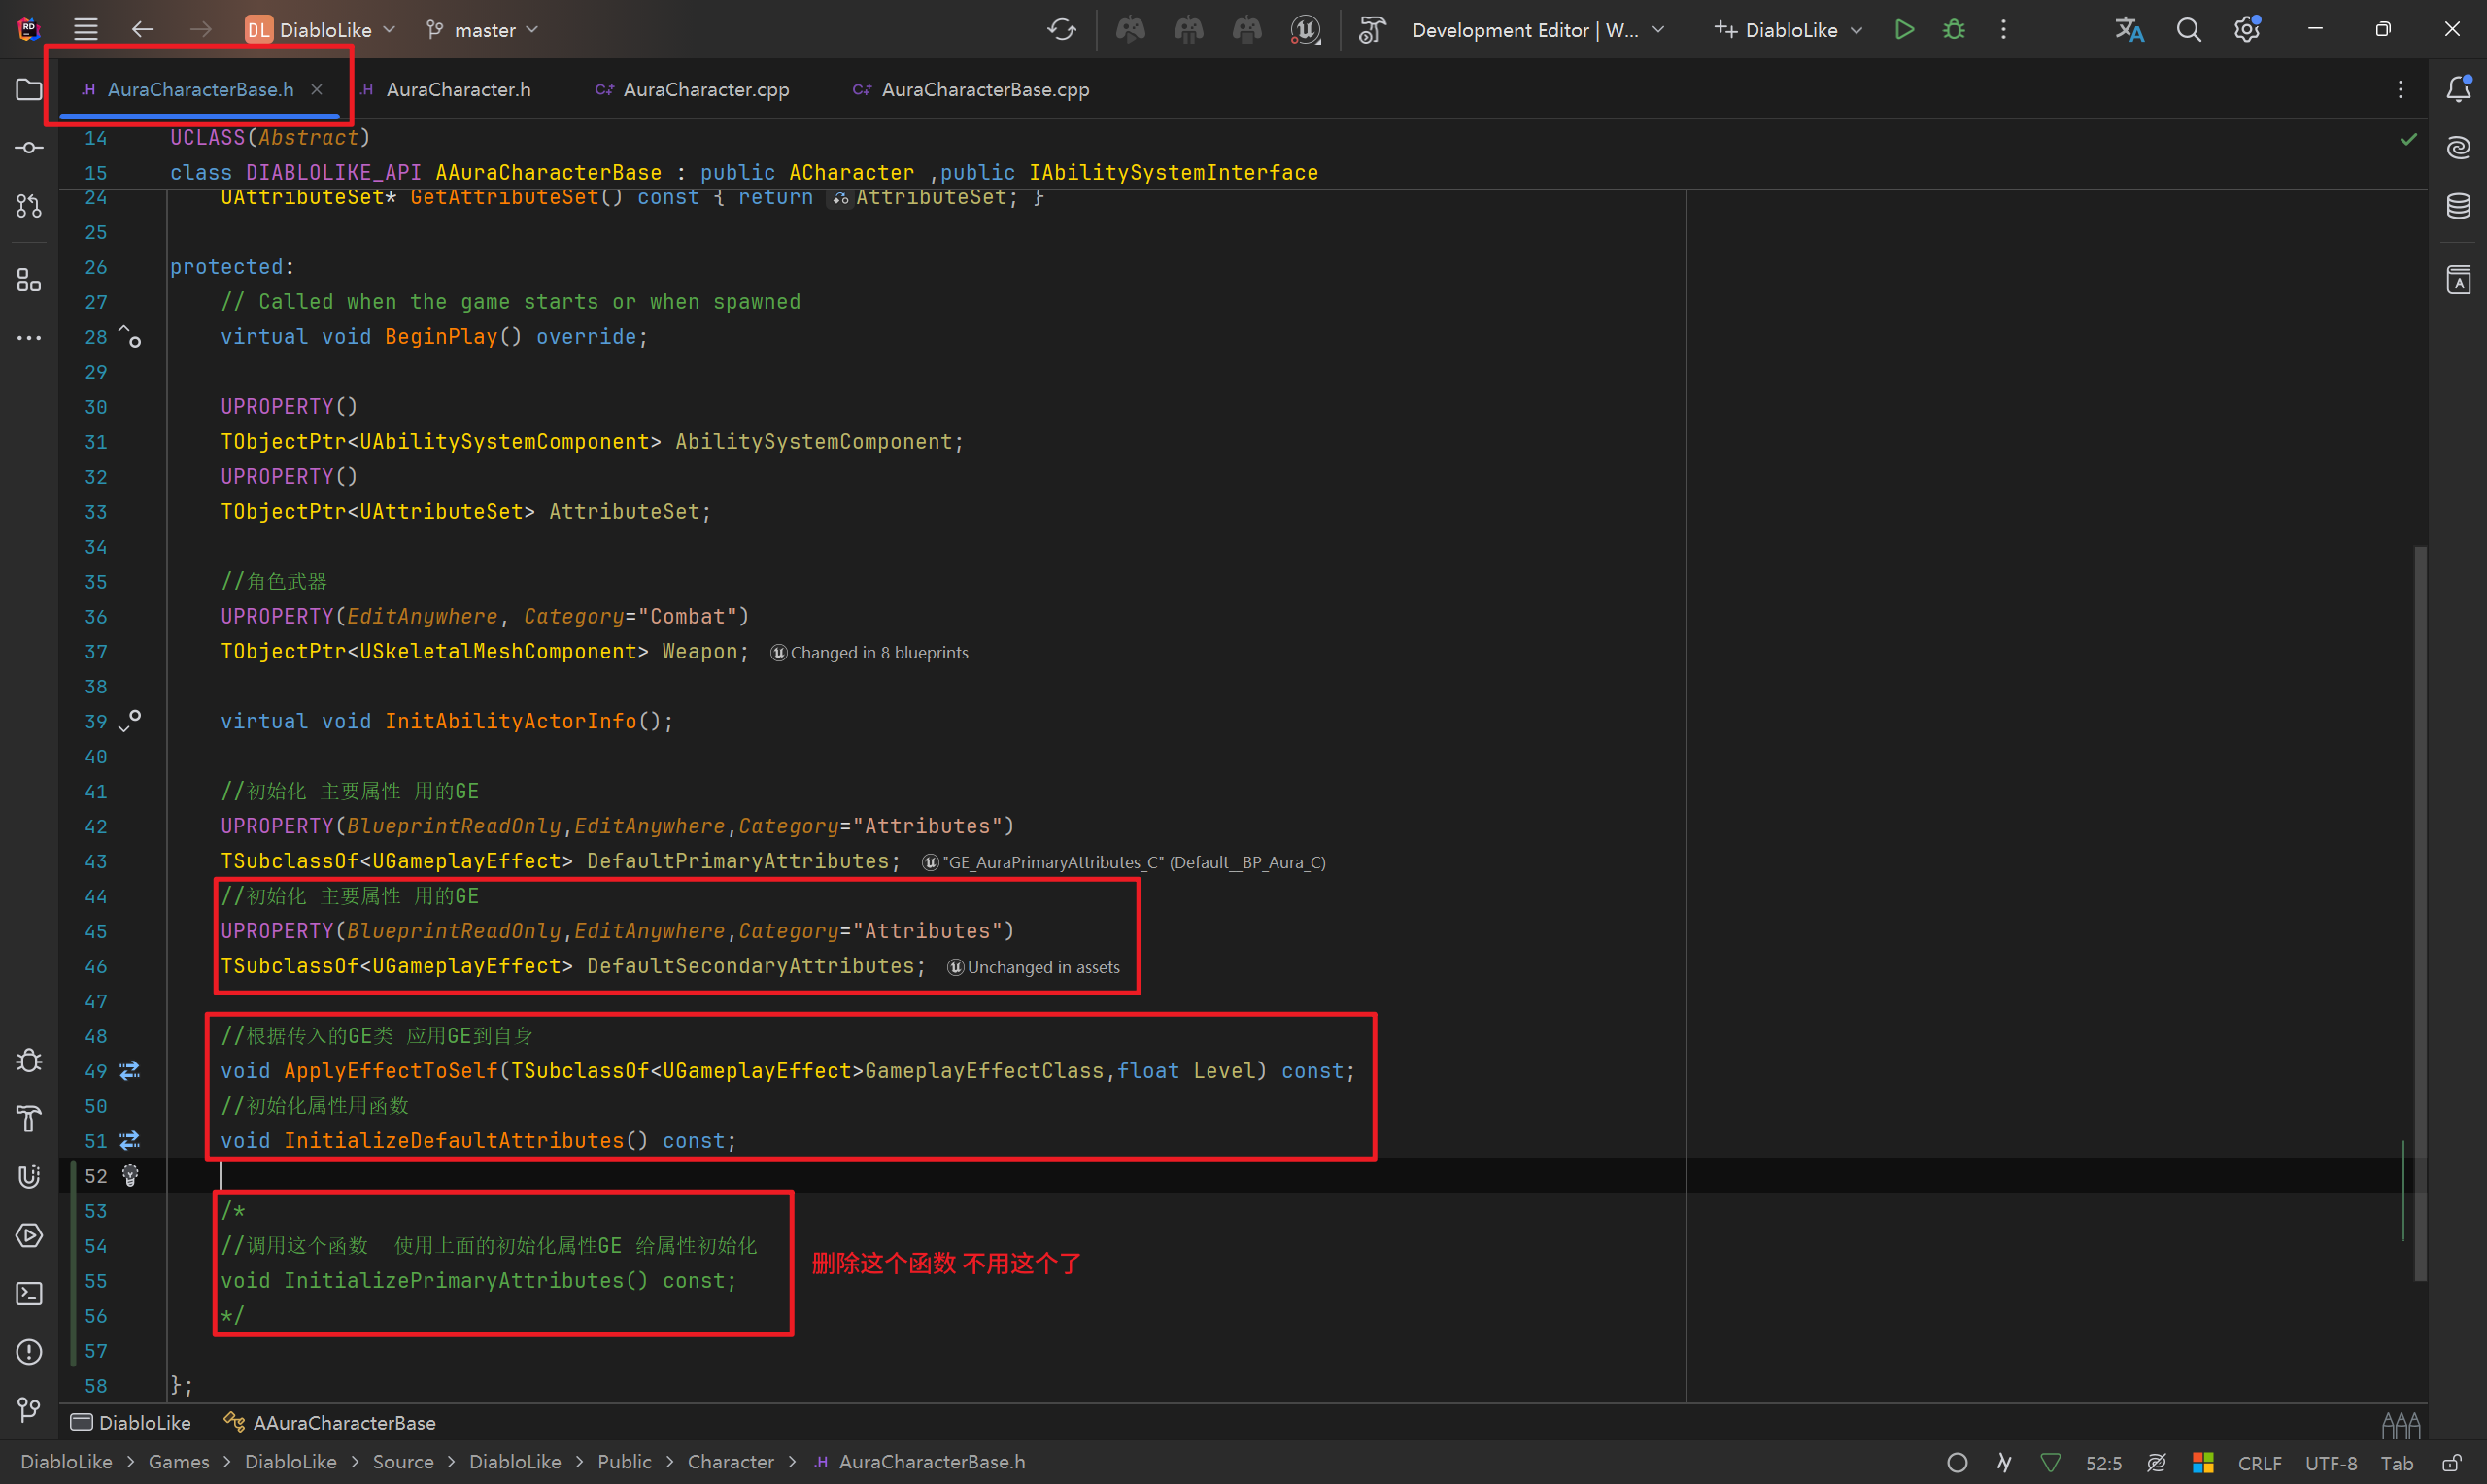 DL DiabloLike master Development Editor | W... DiabloLike
AuraCharacterBase.h AuraCharacter.h AuraCharacter.cpp AuraCharacterBase.cpp
14 UCLASS(Abstract)
15 class DIABLOLIKE_API AAuraCharacterBase : public ACharacter ,public IAbilitySystemInterface
24 UAttributeSet* GetAttributeSet() const { return AttributeSet; }
25
26 protected:
27 // Called when the game starts or when spawned
28 virtual void BeginPlay() override;
29
30 UPROPERTY()
31 TObjectPtr<UAbilitySystemComponent> AbilitySystemComponent;
32 UPROPERTY()
33 TObjectPtr<UAttributeSet> AttributeSet;
34
35 //角色武器
36 UPROPERTY(EditAnywhere, Category="Combat")
37 TObjectPtr<USkeletalMeshComponent> Weapon; Changed in 8 blueprints
38
39 virtual void InitAbilityActorInfo();
40
41 //初始化 主要属性 用的GE
42 UPROPERTY(BlueprintReadOnly,EditAnywhere,Category="Attributes")
43 TSubclassOf<UGameplayEffect> DefaultPrimaryAttributes; "GE_AuraPrimaryAttributes_C" (Default__BP_Aura_C)
44 //初始化 主要属性 用的GE
45 UPROPERTY(BlueprintReadOnly,EditAnywhere,Category="Attributes")
46 TSubclassOf<UGameplayEffect> DefaultSecondaryAttributes; Unchanged in assets
47
48 //根据传入的GE类 应用GE到自身
49 void ApplyEffectToSelf(TSubclassOf<UGameplayEffect>GameplayEffectClass,float Level) const;
50 //初始化属性用函数
51 void InitializeDefaultAttributes() const;
52
53 /*
54 //调用这个函数  使用上面的初始化属性GE 给属性初始化
删除这个函数 不用这个了
55 void InitializePrimaryAttributes() const;
56 */
57
58 };
DiabloLike AAuraCharacterBase
DiabloLike > Games > DiabloLike > Source > DiabloLike > Public > Character > .H AuraCharacterBase.h 52:5 CRLF UTF-8 Tab